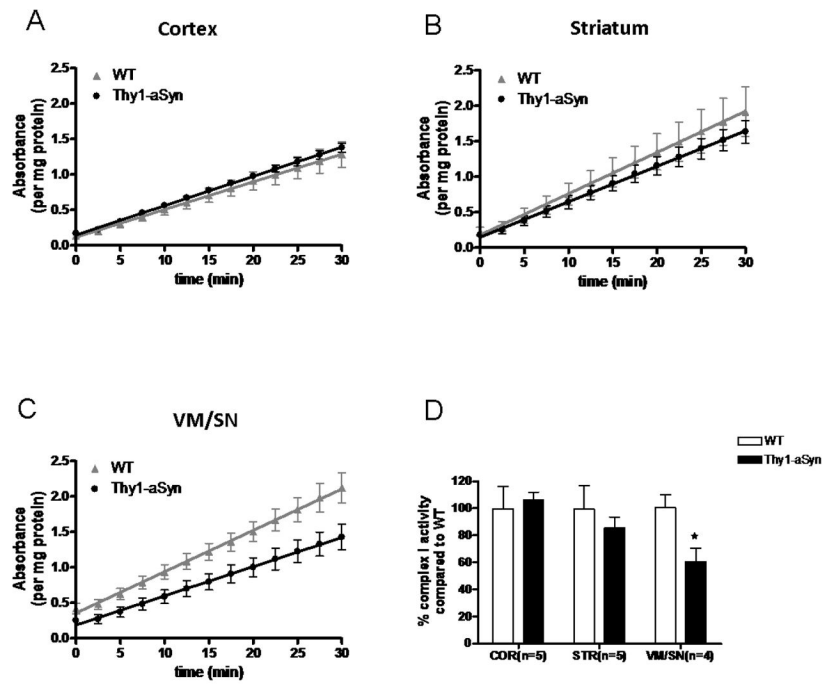 A
Cortex
WT
Thy1-aSyn
Absorbance
(per mg protein)
2.5
2.0
1.5
1.0
0.5
0.0
0 5 10 15 20 25 30
time (min)
B
Striatum
WT
Thy1-aSyn
Absorbance
(per mg protein)
2.5
2.0
1.5
1.0
0.5
0.0
0 5 10 15 20 25 30
time (min)
C
VM/SN
WT
Thy1-aSyn
Absorbance
(per mg protein)
2.5
2.0
1.5
1.0
0.5
0.0
0 5 10 15 20 25 30
time (min)
D
WT
Thy1-aSyn
% complex I activity
compared to WT
120
100
80
60
40
20
0
*
COR(n=5) STR(n=5) VM/SN(n=4)